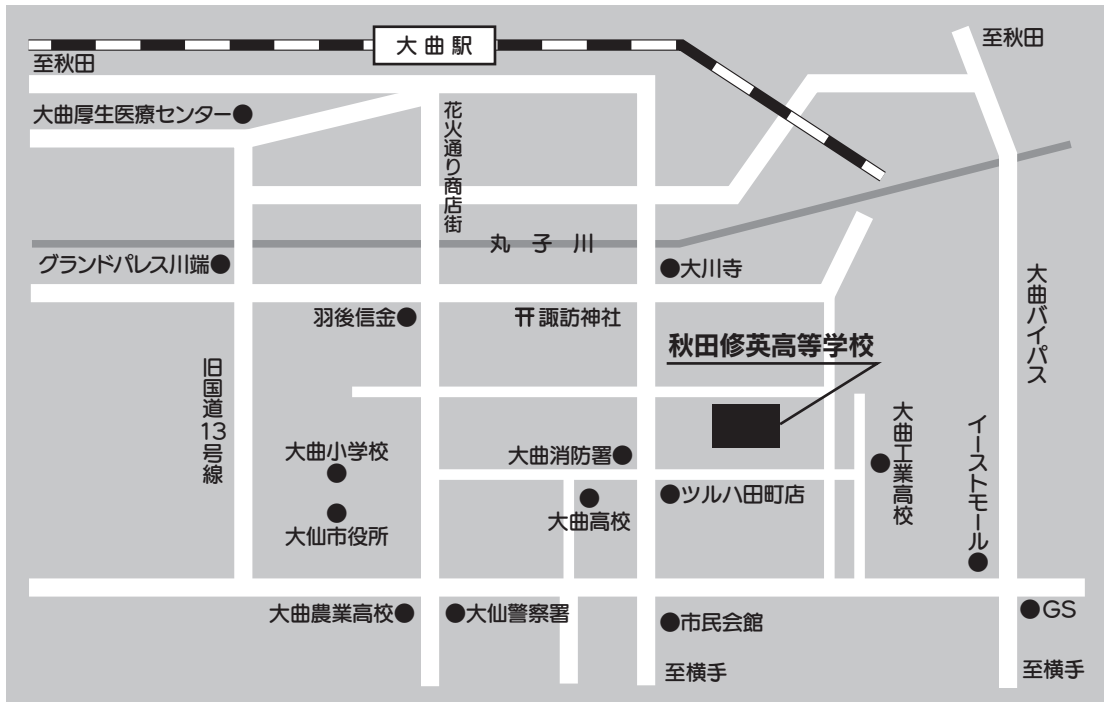 大曲駅
至秋田
至秋田
大曲厚生医療センター
花火通り商店街
丸子川
グランドパレス川端
大川寺
大曲バイパス
羽後信金
諏訪神社
秋田修英高等学校
旧国道13号線
大曲工業高校
イーストモール
大曲小学校
大曲消防署
ツルハ田町店
大曲高校
大仙市役所
大曲農業高校
大仙警察署
市民会館
GS
至横手
至横手